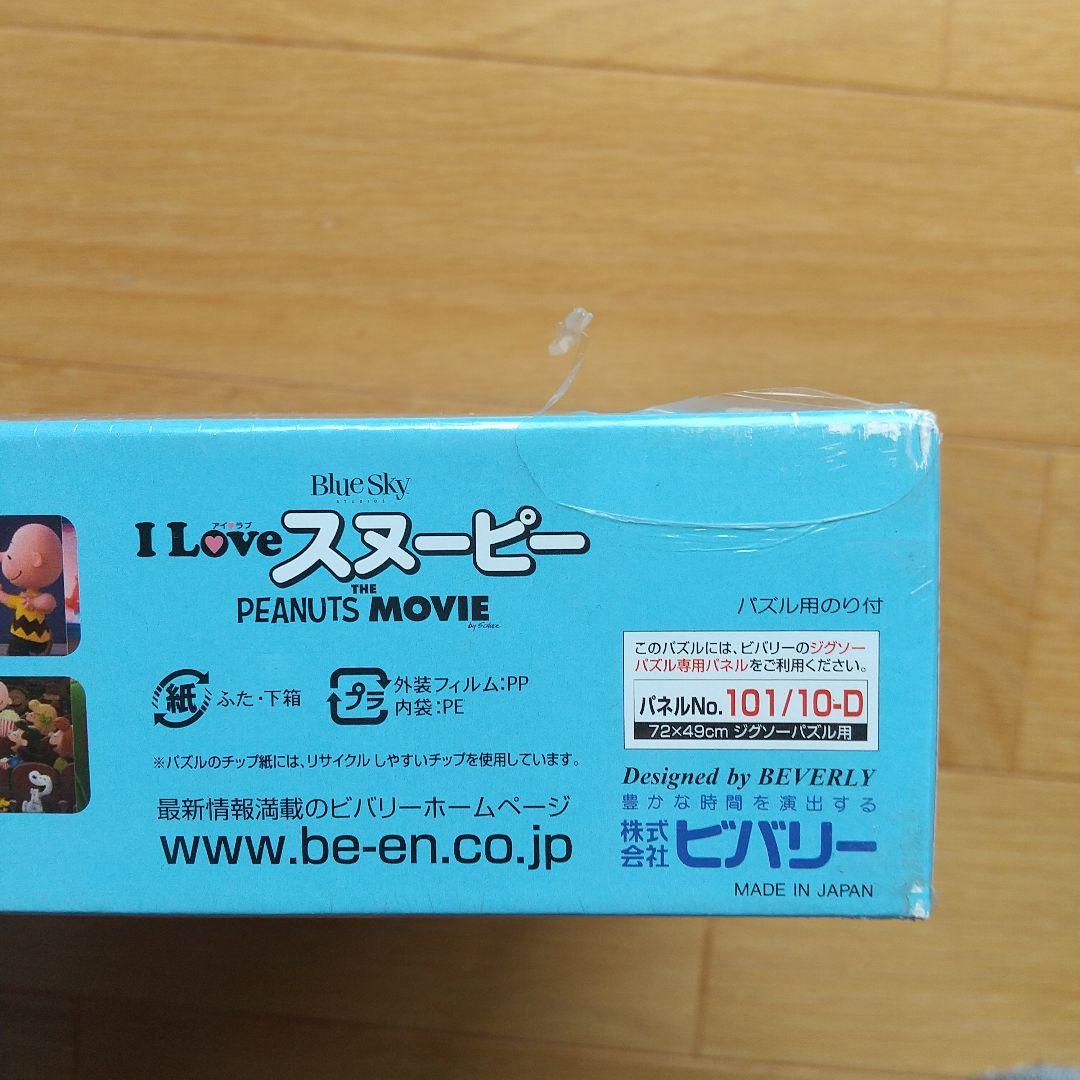 Blue Sky
STUDIOS
アイ♥ラブ
I Loveスヌーピー
THE
PEANUTS MOVIE
by Schulz
パズル用のり付
このパズルには、ビバリーのジグソー
パズル専用パネルをご利用ください。
パネルNo.101/10-D
72×49cm ジグソーパズル用
紙 ふた・下箱
プラ 外装フィルム:PP
内袋:PE
※パズルのチップ紙には、リサイクルしやすいチップを使用しています。
最新情報満載のビバリーホームページ
www.be-en.co.jp
Designed by BEVERLY
豊かな時間を演出する
株式会社 ビバリー
MADE IN JAPAN